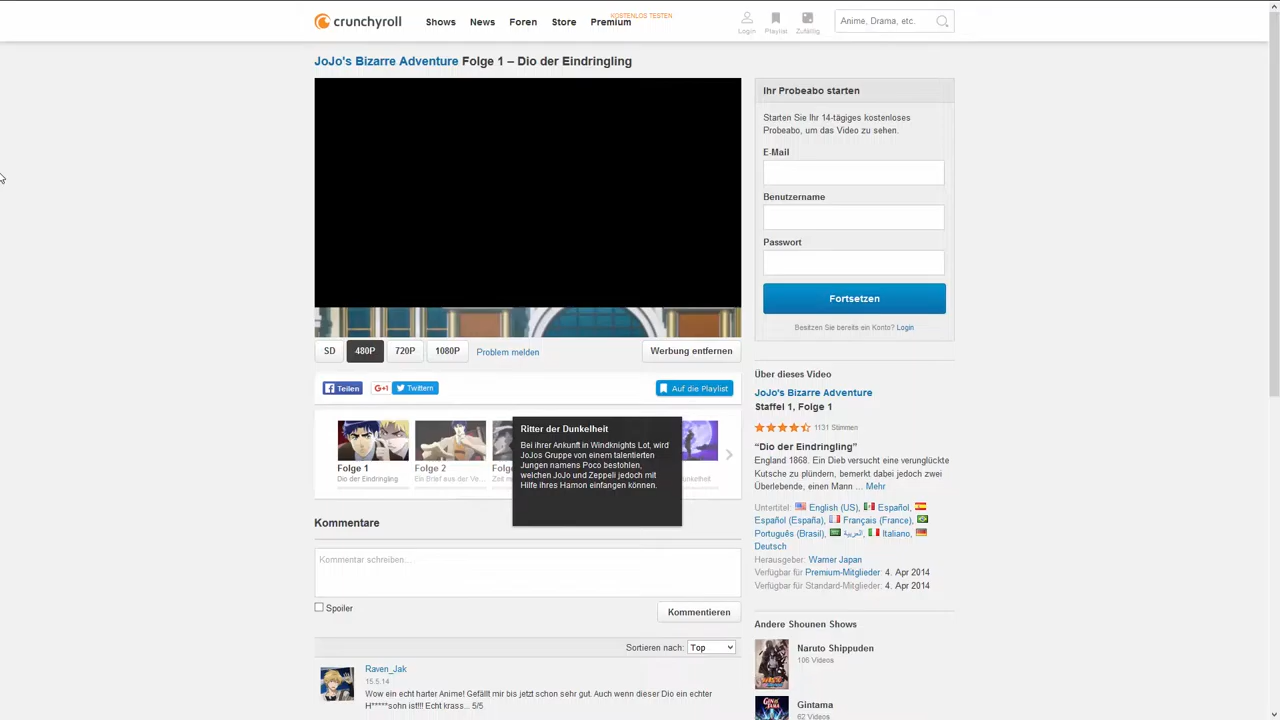 crunchyroll Shows News Foren Store Premium KOSTENLOS TESTEN Login Playlist Zufällig Anime, Drama, etc.
JoJo's Bizarre Adventure Folge 1 – Dio der Eindringling
SD 480P 720P 1080P Problem melden Werbung entfernen
Teilen G+1 Twittern Auf die Playlist
Folge 1
Dio der Eindringling
Folge 2
Ein Brief aus der Ve...
Ritter der Dunkelheit
Bei ihrer Ankunft in Windknights Lot, wird
JoJos Gruppe von einem talentierten
Jungen namens Poco bestohlen,
welchen JoJo und Zeppeli jedoch mit
Hilfe ihres Hamon einfangen können.
Kommentare
Kommentar schreiben...
Spoiler Kommentieren
Sortieren nach: Top
Raven_Jak
15.5.14
Wow ein echt harter Anime! Gefällt mir bis jetzt schon sehr gut. Auch wenn dieser Dio ein echter
H*****sohn ist!!! Echt krass... 5/5
Ihr Probeabo starten
Starten Sie Ihr 14-tägiges kostenloses
Probeabo, um das Video zu sehen.
E-Mail
Benutzername
Passwort
Fortsetzen
Besitzen Sie bereits ein Konto? Login
Über dieses Video
JoJo's Bizarre Adventure
Staffel 1, Folge 1
1131 Stimmen
“Dio der Eindringling”
England 1868. Ein Dieb versucht eine verunglückte
Kutsche zu plündern, bemerkt dabei jedoch zwei
Überlebende, einen Mann ... Mehr
Untertitel: English (US), Español,
Español (España), Français (France),
Português (Brasil), العربية, Italiano,
Deutsch
Herausgeber: Warner Japan
Verfügbar für Premium-Mitglieder: 4. Apr 2014
Verfügbar für Standard-Mitglieder: 4. Apr 2014
Andere Shounen Shows
Naruto Shippuden
106 Videos
Gintama
62 Videos